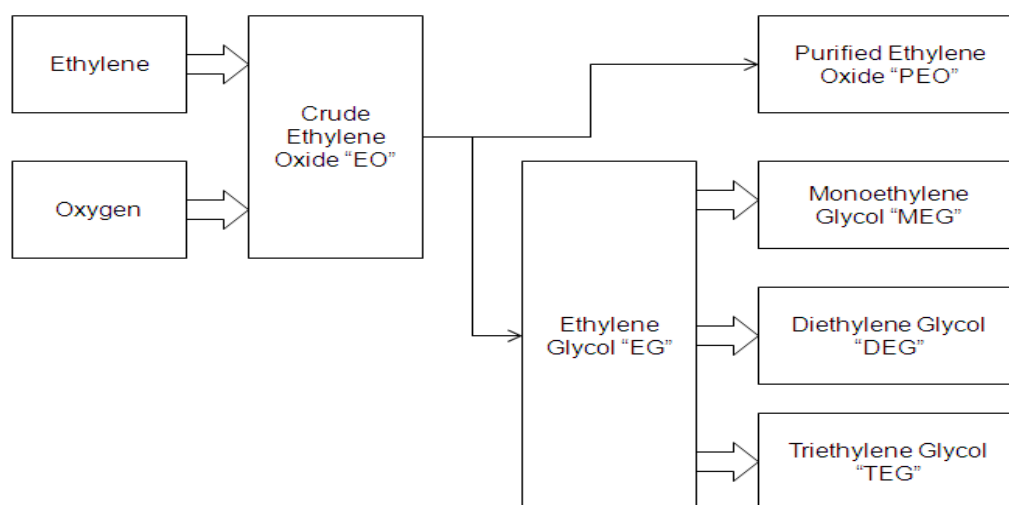 Ethylene
Oxygen
Crude
Ethylene
Oxide “EO”
Ethylene
Glycol “EG”
Purified Ethylene
Oxide “PEO”
Monoethylene
Glycol “MEG”
Diethylene Glycol
“DEG”
Triethylene Glycol
“TEG”